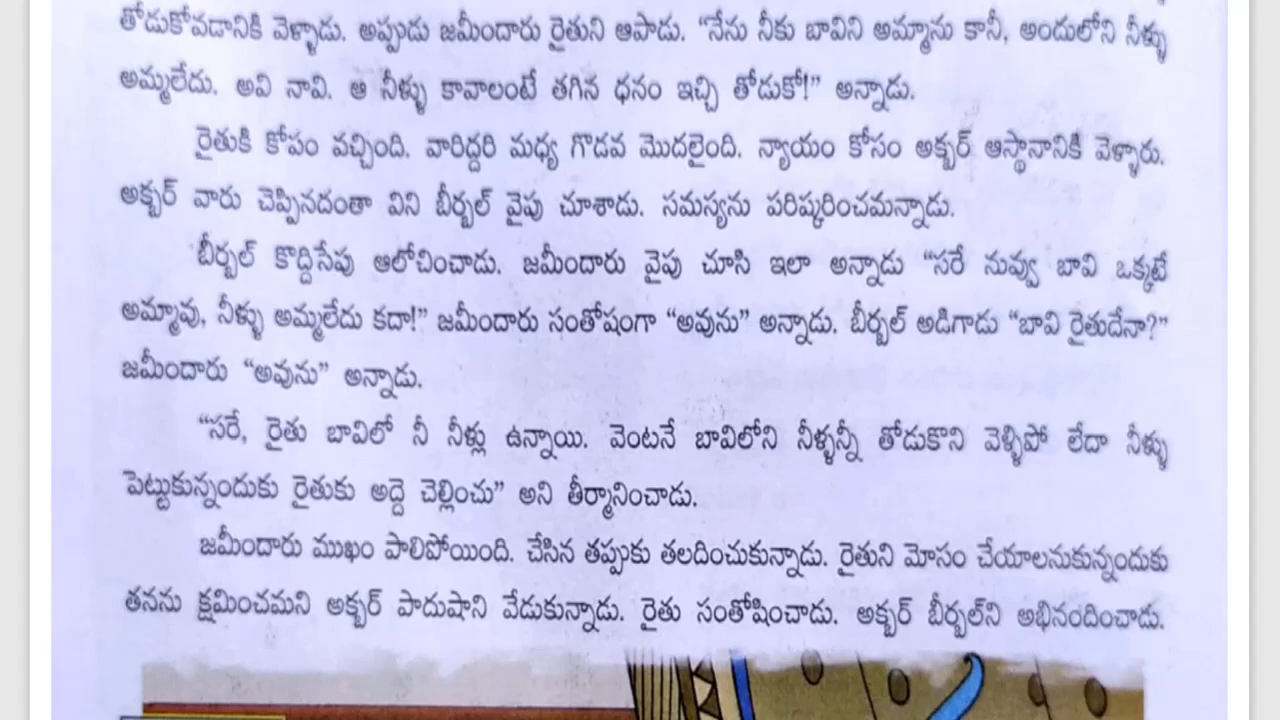 తోడుకోవడానికి వెళ్ళాడు. అప్పుడు జమీందారు రైతుని ఆపాడు. “నేను నీకు బావిని అమ్మాను కానీ, అందులోని నీళ్ళు
అమ్మలేదు. అవి నావి. ఆ నీళ్ళు కావాలంటే తగిన ధనం ఇచ్చి తోడుకో!” అన్నాడు.
రైతుకి కోపం వచ్చింది. వారిద్దరి మధ్య గొడవ మొదలైంది. న్యాయం కోసం అక్బర్ ఆస్థానానికి వెళ్ళారు.
అక్బర్ వారు చెప్పినదంతా విని బీర్బల్ వైపు చూశాడు. సమస్యను పరిష్కరించమన్నాడు.
బీర్బల్ కొద్దిసేపు ఆలోచించాడు. జమీందారు వైపు చూసి ఇలా అన్నాడు “సరే నువ్వు బావి ఒక్కటే
అమ్మావు, నీళ్ళు అమ్మలేదు కదా!” జమీందారు సంతోషంగా “అవును” అన్నాడు. బీర్బల్ అడిగాడు “బావి రైతుదేనా?”
జమీందారు “అవును” అన్నాడు.
“సరే, రైతు బావిలో నీ నీళ్లు ఉన్నాయి. వెంటనే బావిలోని నీళ్ళన్నీ తోడుకొని వెళ్ళిపో లేదా నీళ్ళు
పెట్టుకున్నందుకు రైతుకు అద్దె చెల్లించు” అని తీర్మానించాడు.
జమీందారు ముఖం పాలిపోయింది. చేసిన తప్పుకు తలదించుకున్నాడు. రైతుని మోసం చేయాలనుకున్నందుకు
తనను క్షమించమని అక్బర్ పాదుషాని వేడుకున్నాడు. రైతు సంతోషించాడు. అక్బర్ బీర్బల్‌ని అభినందించాడు.